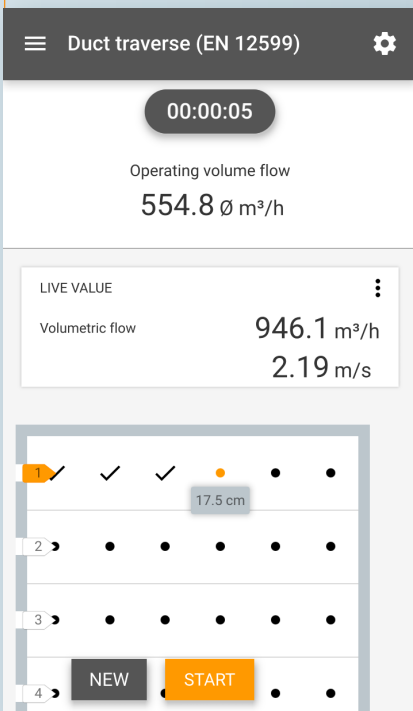 Duct traverse (EN 12599)
00:00:05
Operating volume flow
554.8 Ø m³/h
LIVE VALUE
Volumetric flow 946.1 m³/h
2.19 m/s
1
17.5 cm
2
3
4
NEW START